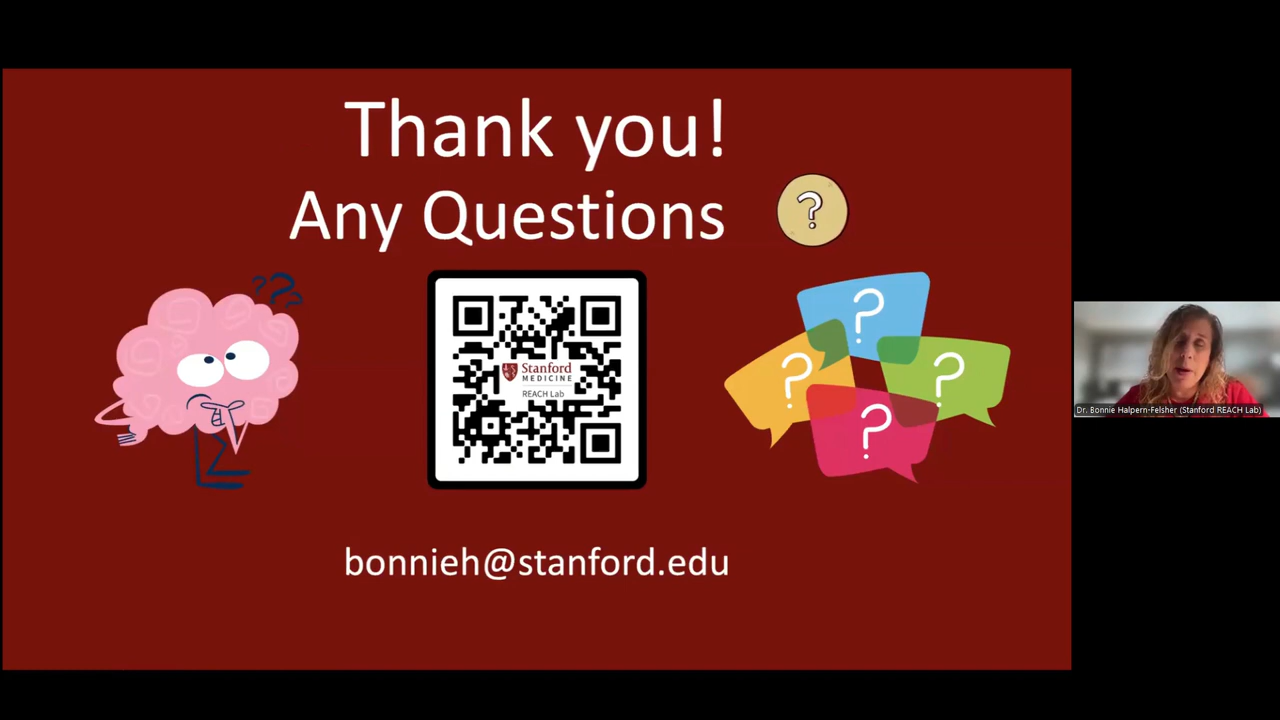 Thank you!
Any Questions
?
???
Stanford
MEDICINE
REACH Lab
?
?
?
?
Dr. Bonnie Halpern-Felsher (Stanford REACH Lab)
bonnieh@stanford.edu